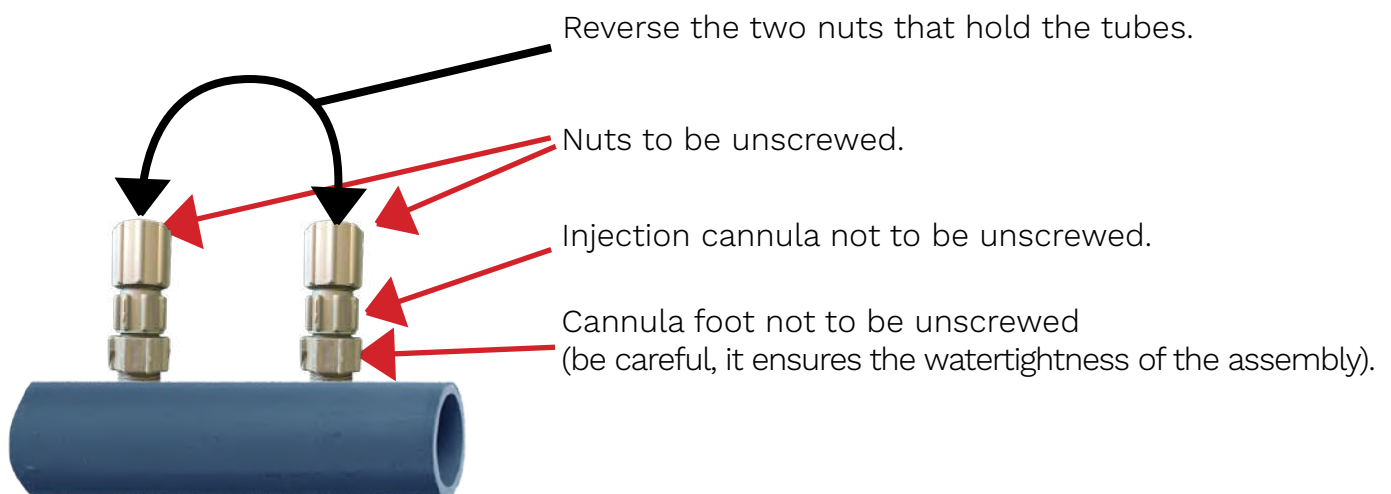 Reverse the two nuts that hold the tubes.
Nuts to be unscrewed.
Injection cannula not to be unscrewed.
Cannula foot not to be unscrewed
(be careful, it ensures the watertightness of the assembly).